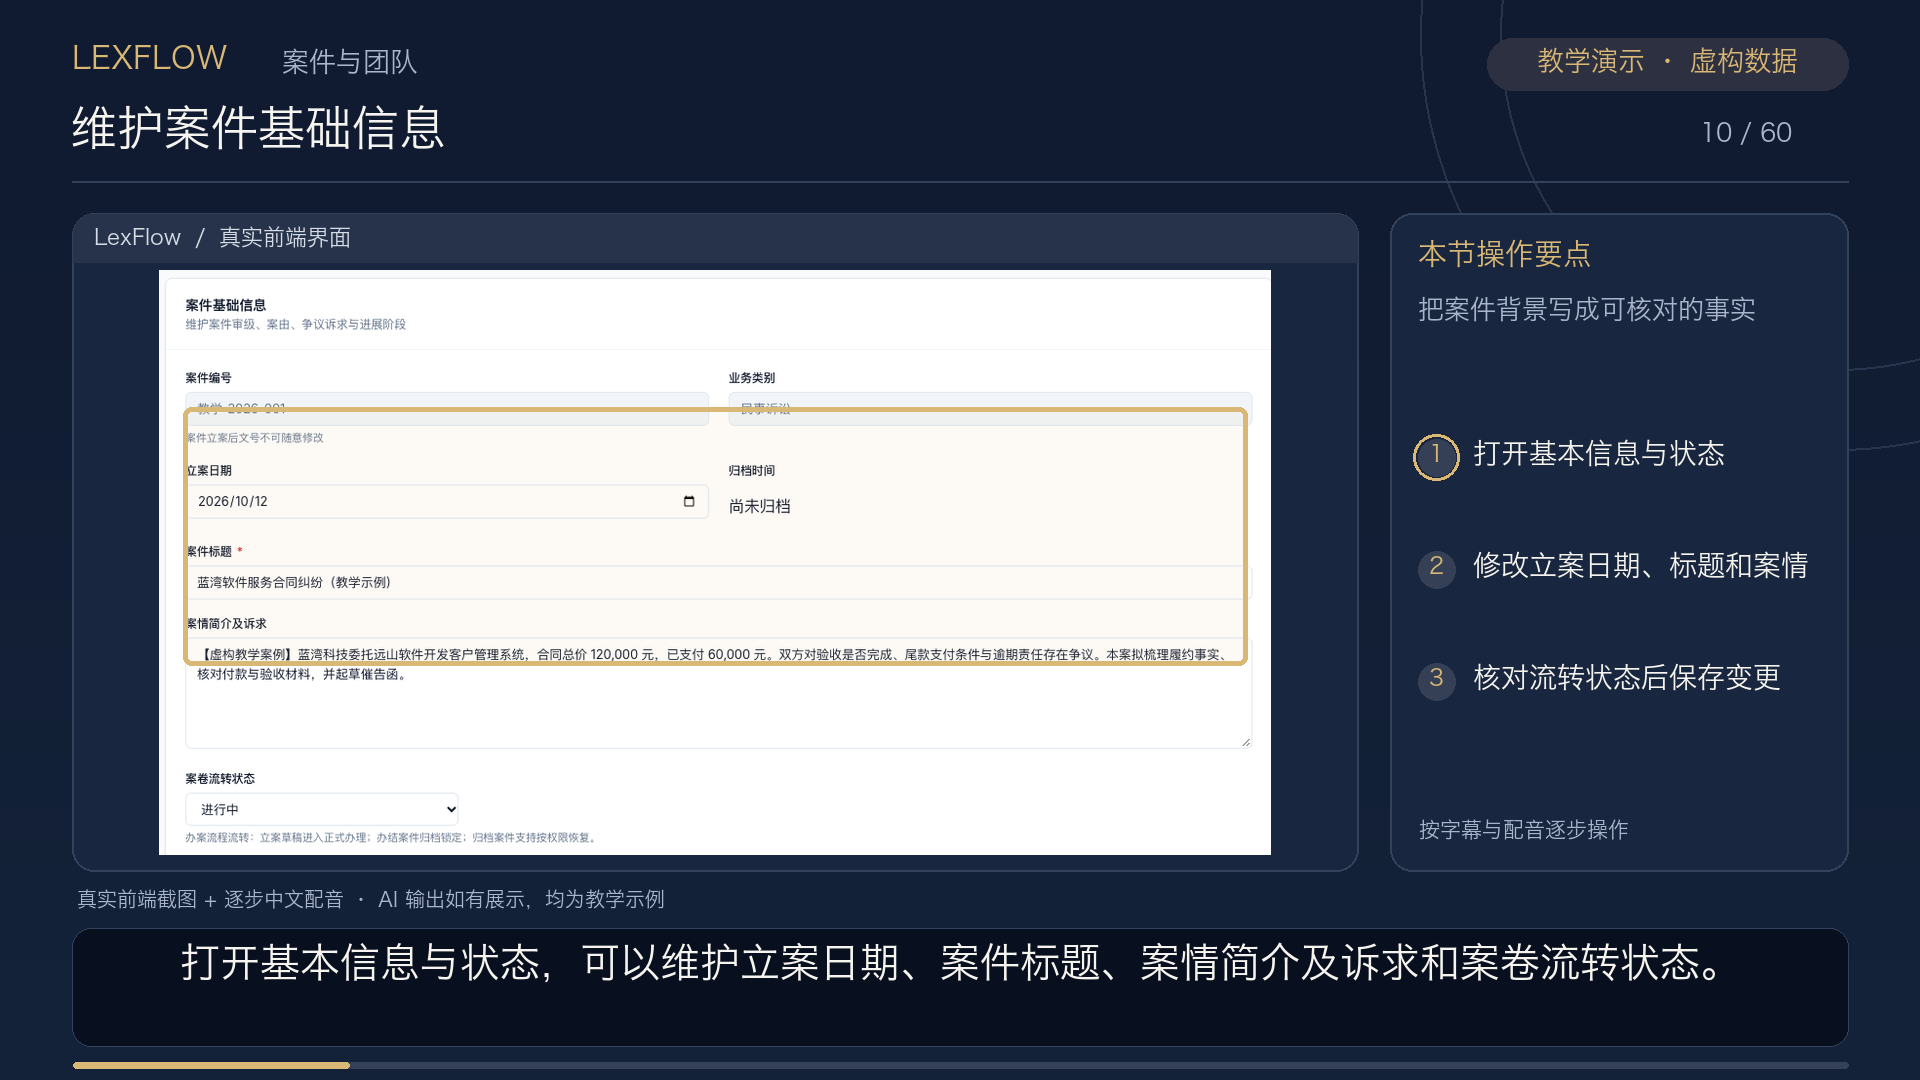 LEXFLOW 案件与团队
教学演示 · 虚构数据
维护案件基础信息
10 / 60
LexFlow / 真实前端界面
案件基础信息
维护案件审级、案由、争议诉求与进展阶段
案件编号
业务类别
教学-2026-001
民事诉讼
案件立案后文号不可随意修改
立案日期
归档时间
2026/10/12
尚未归档
案件标题 *
蓝湾软件服务合同纠纷（教学示例）
案情简介及诉求
【虚构教学案例】蓝湾科技委托远山软件开发客户管理系统，合同总价 120,000 元，已支付 60,000 元。双方对验收是否完成、尾款支付条件与逾期责任存在争议。本案拟梳理履约事实、
核对付款与验收材料，并起草催告函。
案卷流转状态
进行中
办案流程流转：立案草稿进入正式办理；办结案件归档锁定；归档案件支持按权限恢复。
本节操作要点
把案件背景写成可核对的事实
1 打开基本信息与状态
2 修改立案日期、标题和案情
3 核对流转状态后保存变更
按字幕与配音逐步操作
真实前端截图 + 逐步中文配音 · AI 输出如有展示，均为教学示例
打开基本信息与状态，可以维护立案日期、案件标题、案情简介及诉求和案卷流转状态。